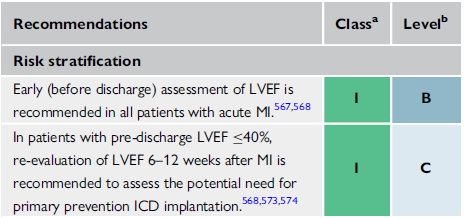 Recommendations Classᵃ Levelᵇ
Risk stratification
Early (before discharge) assessment of LVEF is
recommended in all patients with acute MI.⁵⁶⁷,⁵⁶⁸ I B
In patients with pre-discharge LVEF ≤40%,
re-evaluation of LVEF 6–12 weeks after MI is
recommended to assess the potential need for I C
primary prevention ICD implantation.⁵⁶⁸,⁵⁷³,⁵⁷⁴